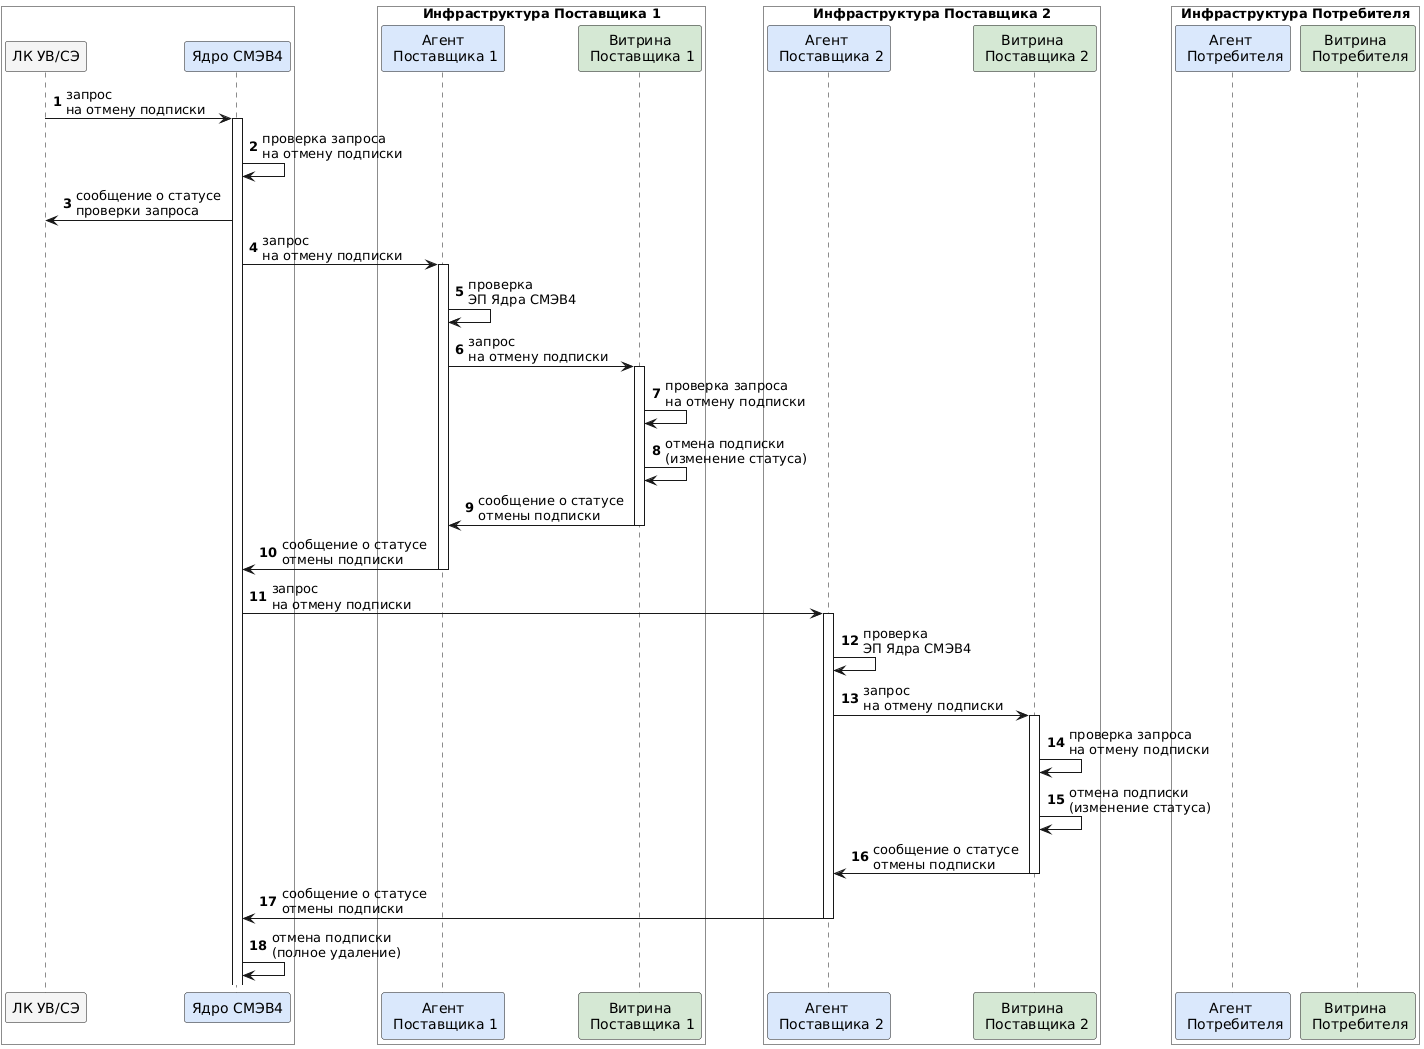 Инфраструктура Поставщика 1
Инфраструктура Поставщика 2
Инфраструктура Потребителя
ЛК УВ/СЭ
Ядро СМЭВ4
Агент
Поставщика 1
Витрина
Поставщика 1
Агент
Поставщика 2
Витрина
Поставщика 2
Агент
Потребителя
Витрина
Потребителя
1 запрос
на отмену подписки
2 проверка запроса
на отмену подписки
3 сообщение о статусе
проверки запроса
4 запрос
на отмену подписки
5 проверка
ЭП Ядра СМЭВ4
6 запрос
на отмену подписки
7 проверка запроса
на отмену подписки
8 отмена подписки
(изменение статуса)
9 сообщение о статусе
отмены подписки
10 сообщение о статусе
отмены подписки
11 запрос
на отмену подписки
12 проверка
ЭП Ядра СМЭВ4
13 запрос
на отмену подписки
14 проверка запроса
на отмену подписки
15 отмена подписки
(изменение статуса)
16 сообщение о статусе
отмены подписки
17 сообщение о статусе
отмены подписки
18 отмена подписки
(полное удаление)
ЛК УВ/СЭ
Ядро СМЭВ4
Агент
Поставщика 1
Витрина
Поставщика 1
Агент
Поставщика 2
Витрина
Поставщика 2
Агент
Потребителя
Витрина
Потребителя